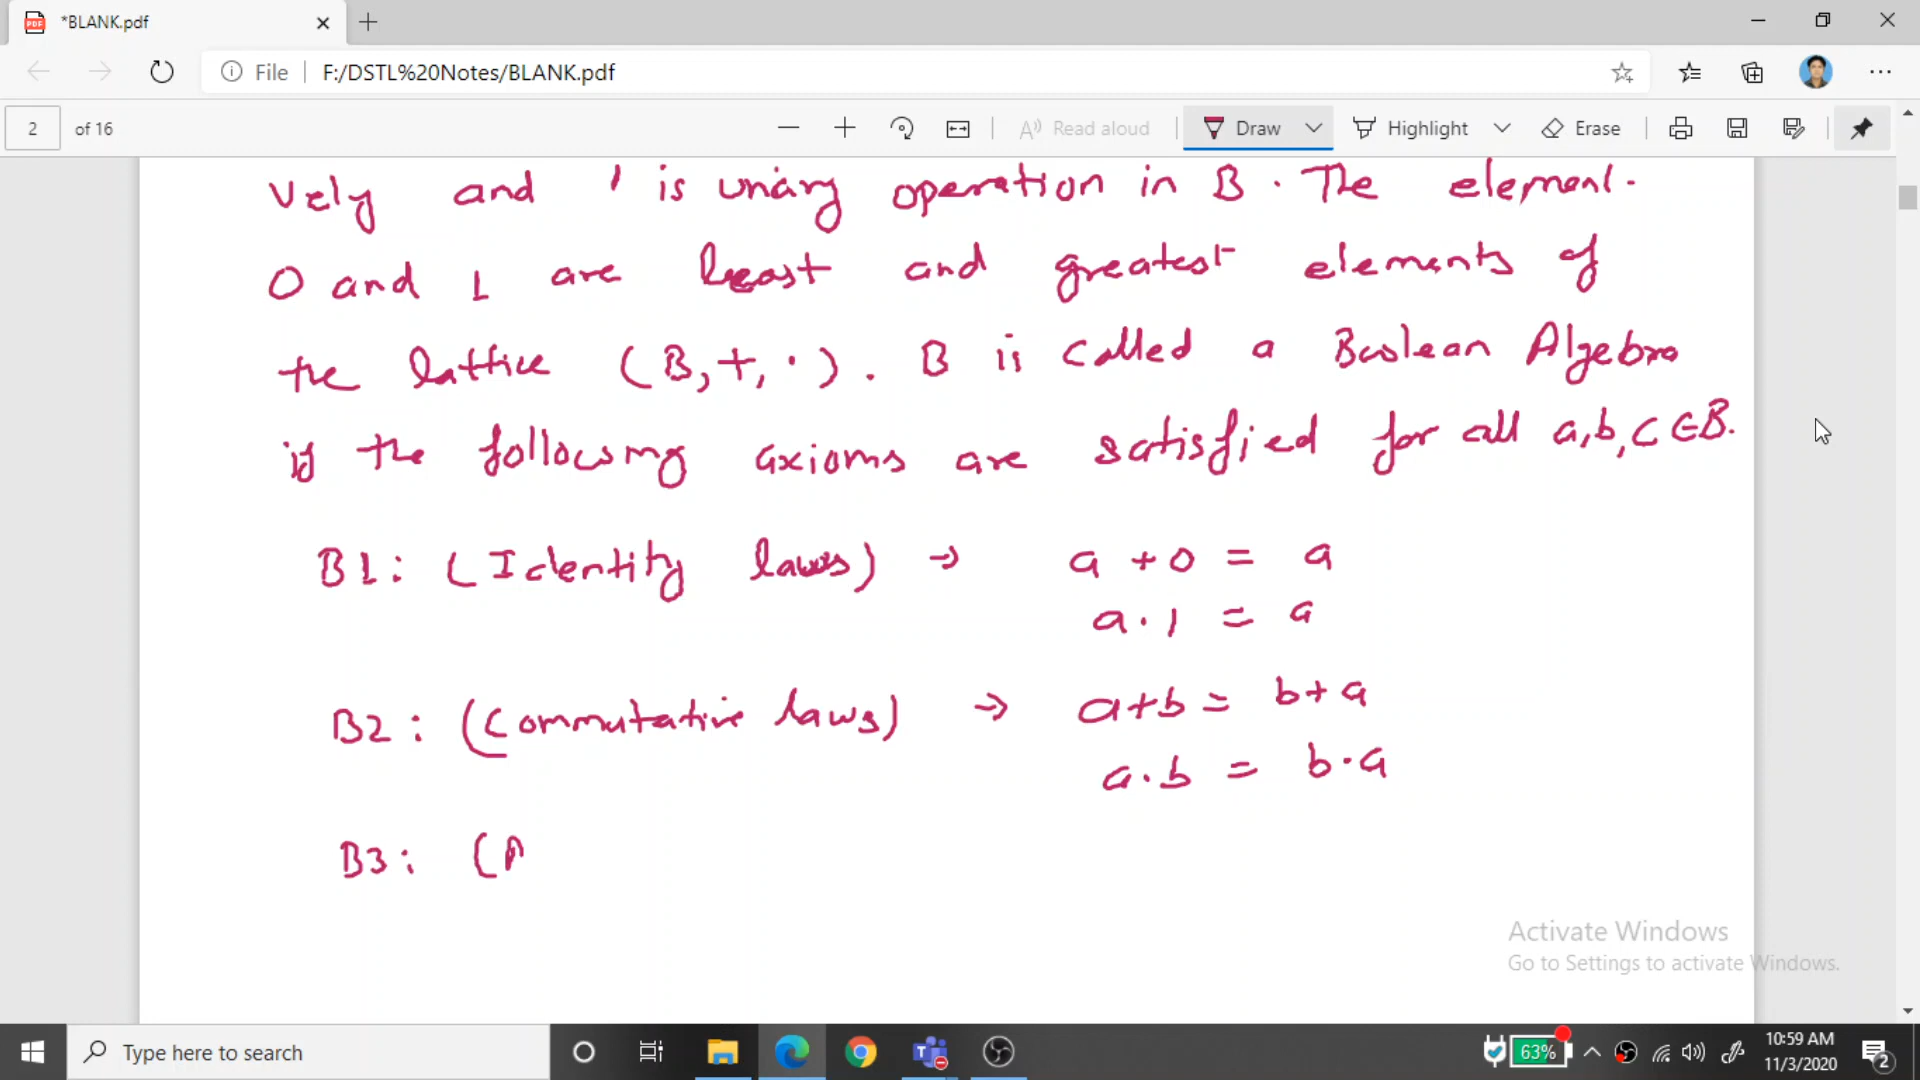 *BLANK.pdf
File F:/DSTL%20Notes/BLANK.pdf
2 of 16 Read aloud Draw Highlight Erase
vely and ' is unary operation in B. The element.
0 and 1 are least and greatest elements of
the lattice (B, +, ·). B is called a Boolean Algebra
if the following axioms are satisfied for all a, b, c ∈ B.
B1: (Identity laws) → a + 0 = a
a · 1 = a
B2: (Commutative laws) → a + b = b + a
a · b = b · a
B3: (A
Activate Windows
Go to Settings to activate Windows.
Type here to search 63% 10:59 AM
11/3/2020 2